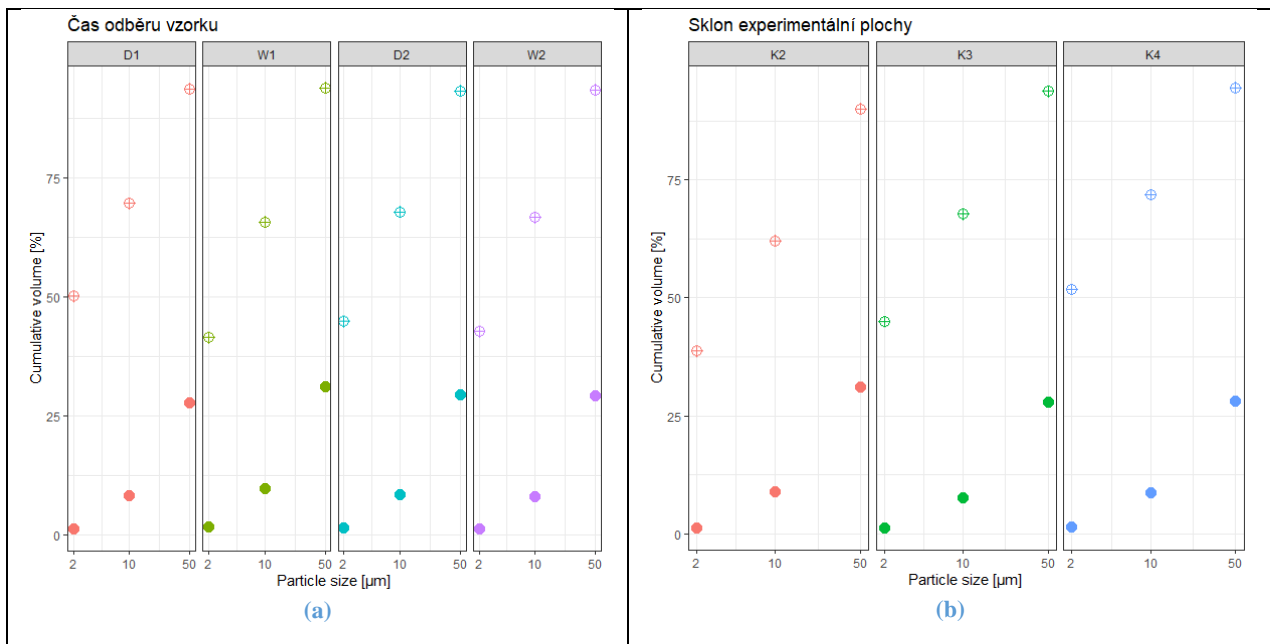 Čas odběru vzorku
D1 W1 D2 W2
Cumulative volume [%]
75
50
25
0
2 10 50 2 10 50 2 10 50 2 10 50
Particle size [µm]
(a)
Sklon experimentální plochy
K2 K3 K4
Cumulative volume [%]
75
50
25
0
2 10 50 2 10 50 2 10 50
Particle size [µm]
(b)